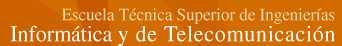 Escuela Técnica Superior de Ingenierías
Informática y de Telecomunicación